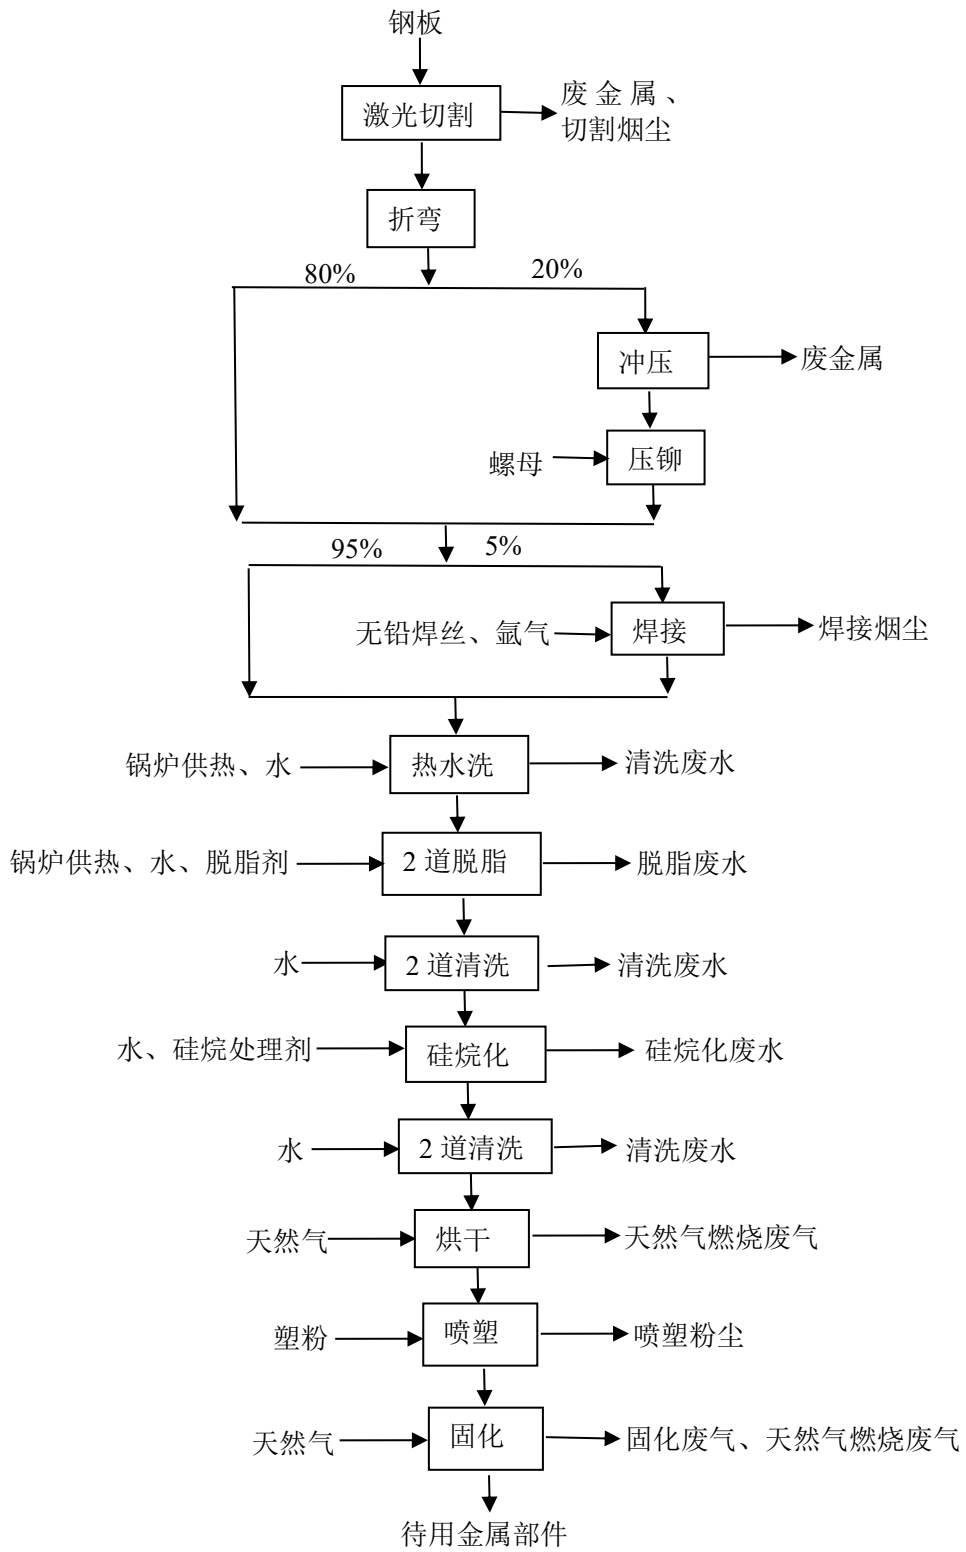 钢板
激光切割
废金属、
切割烟尘
折弯
80%
20%
冲压
废金属
螺母
压铆
95%
5%
无铅焊丝、氩气
焊接
焊接烟尘
锅炉供热、水
热水洗
清洗废水
锅炉供热、水、脱脂剂
2 道脱脂
脱脂废水
水
2 道清洗
清洗废水
水、硅烷处理剂
硅烷化
硅烷化废水
水
2 道清洗
清洗废水
天然气
烘干
天然气燃烧废气
塑粉
喷塑
喷塑粉尘
天然气
固化
固化废气、天然气燃烧废气
待用金属部件